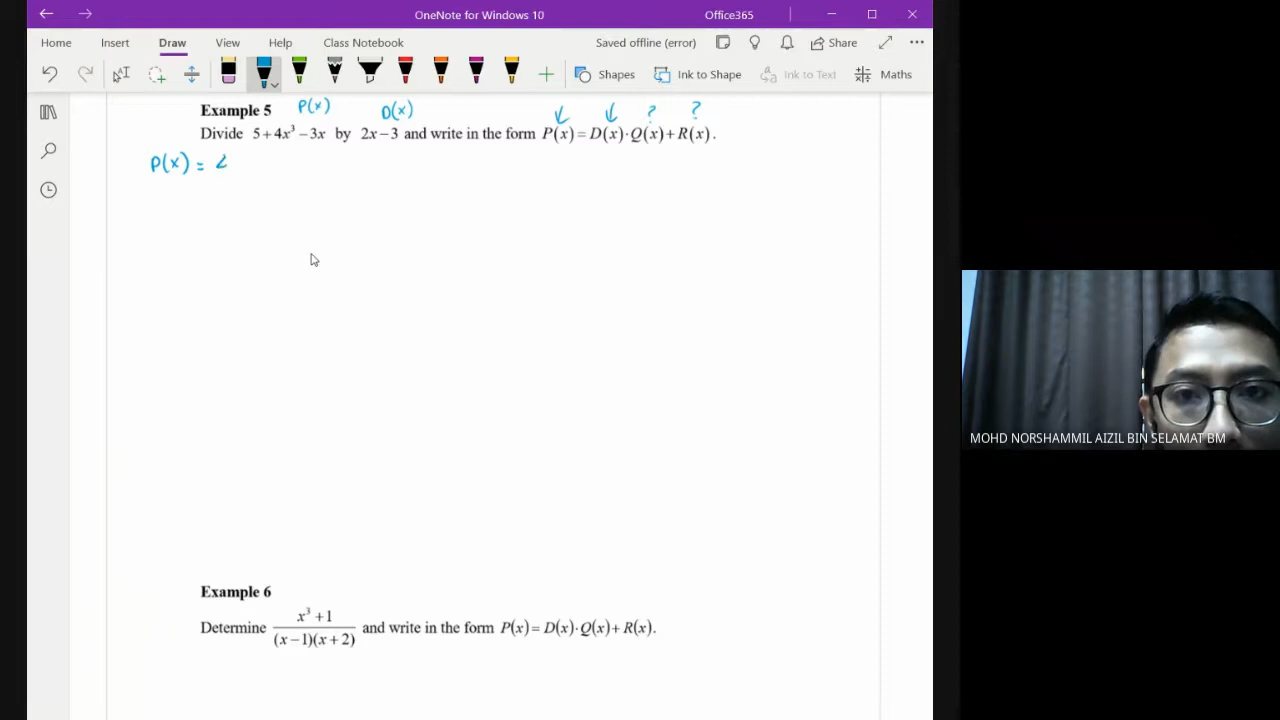 OneNote for Windows 10
Office365
Home Insert Draw View Help Class Notebook Saved offline (error) Share
Shapes Ink to Shape Ink to Text Maths
Example 5 P(x) D(x) ↓ ↓ ? ?
Divide 5+4x³−3x by 2x−3 and write in the form P(x)=D(x)·Q(x)+R(x).
P(x) =
Example 6
Determine (x³+1)/((x−1)(x+2)) and write in the form P(x)=D(x)·Q(x)+R(x).
MOHD NORSHAMMIL AIZIL BIN SELAMAT BM